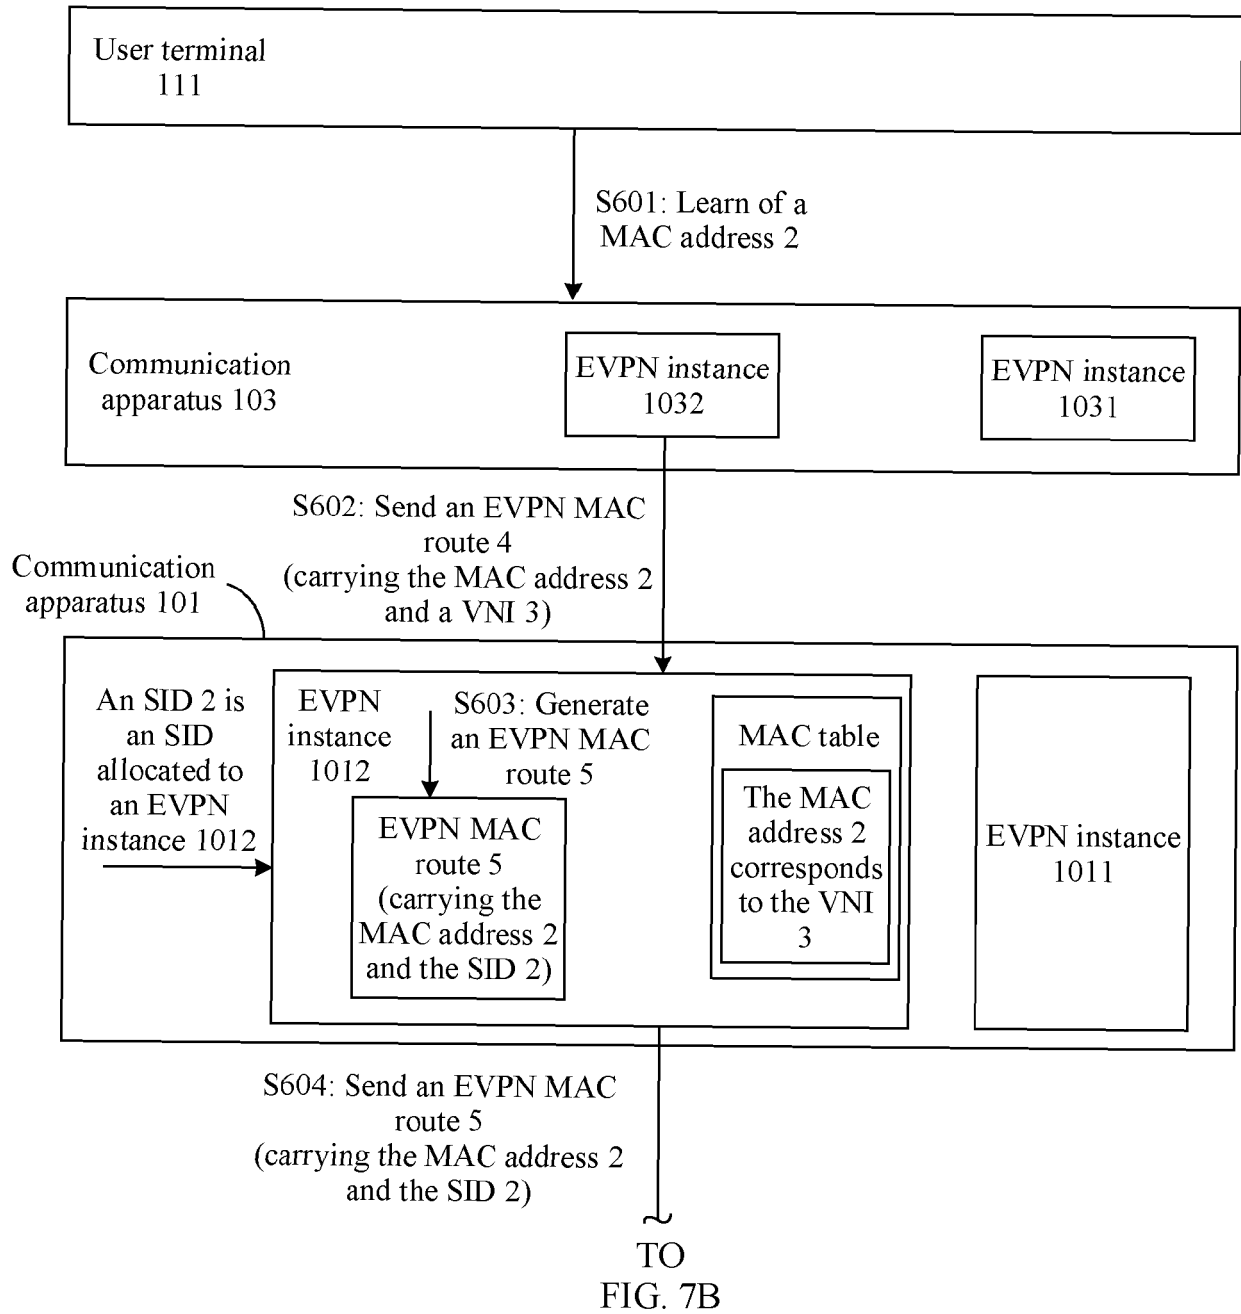 User terminal
111
S601: Learn of a
MAC address 2
Communication
apparatus 103
EVPN instance
1032
EVPN instance
1031
S602: Send an EVPN MAC
route 4
(carrying the MAC address 2
and a VNI 3)
Communication
apparatus 101
An SID 2 is
an SID
allocated to
an EVPN
instance 1012
EVPN
instance
1012
S603: Generate
an EVPN MAC
route 5
EVPN MAC
route 5
(carrying the
MAC address 2
and the SID 2)
MAC table
The MAC
address 2
corresponds
to the VNI
3
EVPN instance
1011
S604: Send an EVPN MAC
route 5
(carrying the MAC address 2
and the SID 2)
TO
FIG. 7B